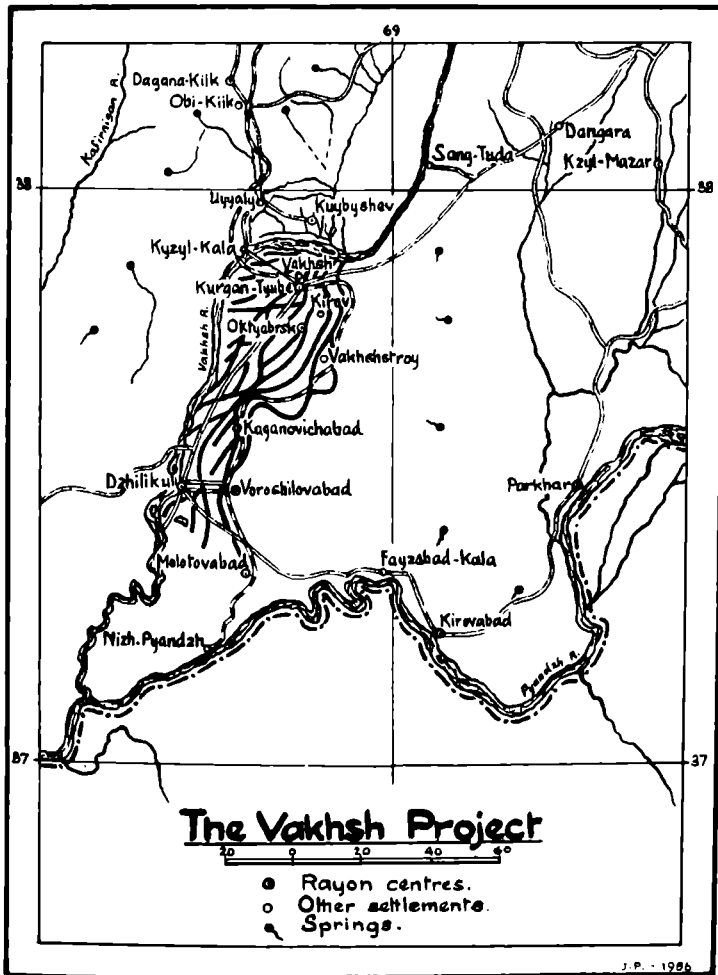 69
Dagana-Kiik
Obi-Kiik
Kafirnigan R.
Dangara
Sang-Tuda
Kzyl-Mazar
38
38
Uyyaly
Kuybyshev
Kyzyl-Kala
Vakhsh
Kurgan-Tyube
Kirov
Oktyabrsk
Vakhsh R.
Vakhshstroy
Kaganovichabad
Dzhilikul
Voroshilovabad
Parkhar
Molotovabad
Fayzabad-Kala
Kirovabad
Nizh. Pyandzh
Pyandzh R.
37
37
The Vakhsh Project
20 0 20 40 60
Rayon centres.
Other settlements.
Springs.
J.P. - 1986